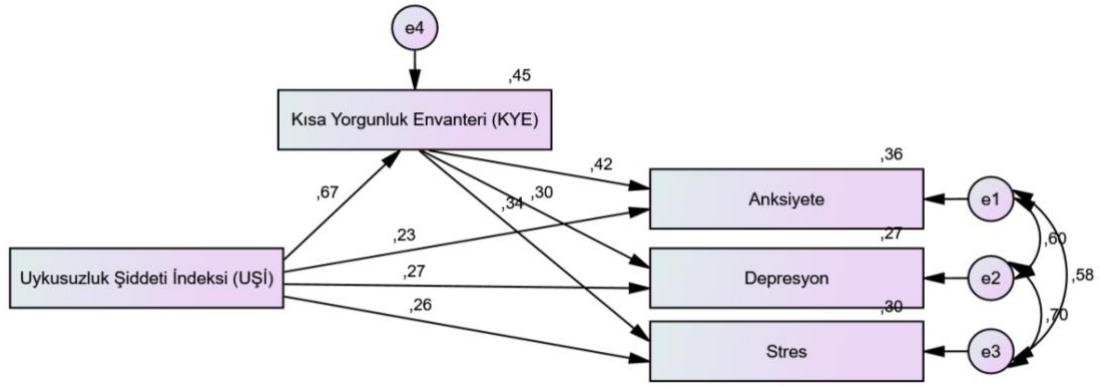 e4
,45
Kısa Yorgunluk Envanteri (KYE)
,36
,42
,67
,34
,30
Anksiyete
e1
,23
,27
,60
Uykusuzluk Şiddeti İndeksi (UŞİ)
,27
Depresyon
e2
,58
,26
,30
,70
Stres
e3